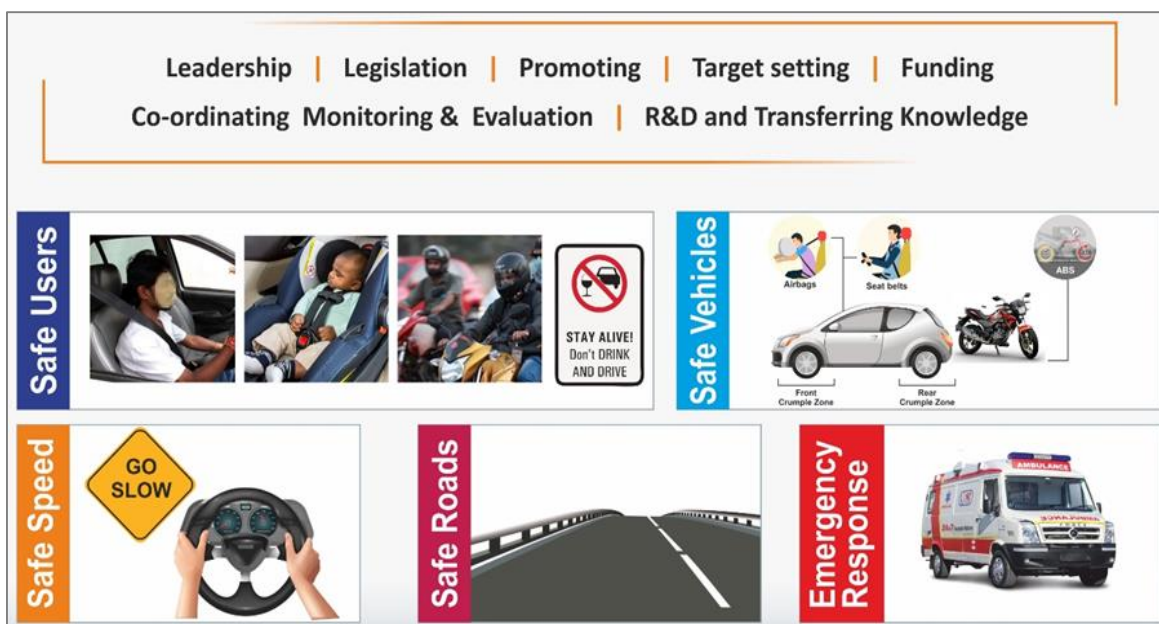 Leadership | Legislation | Promoting | Target setting | Funding
Co-ordinating Monitoring & Evaluation | R&D and Transferring Knowledge
Safe Users
STAY ALIVE!
Don't DRINK
AND DRIVE
Safe Vehicles
Airbags
Seat belts
ABS
Front
Crumple Zone
Rear
Crumple Zone
Safe Speed
GO
SLOW
Safe Roads
Emergency
Response
AMBULANCE